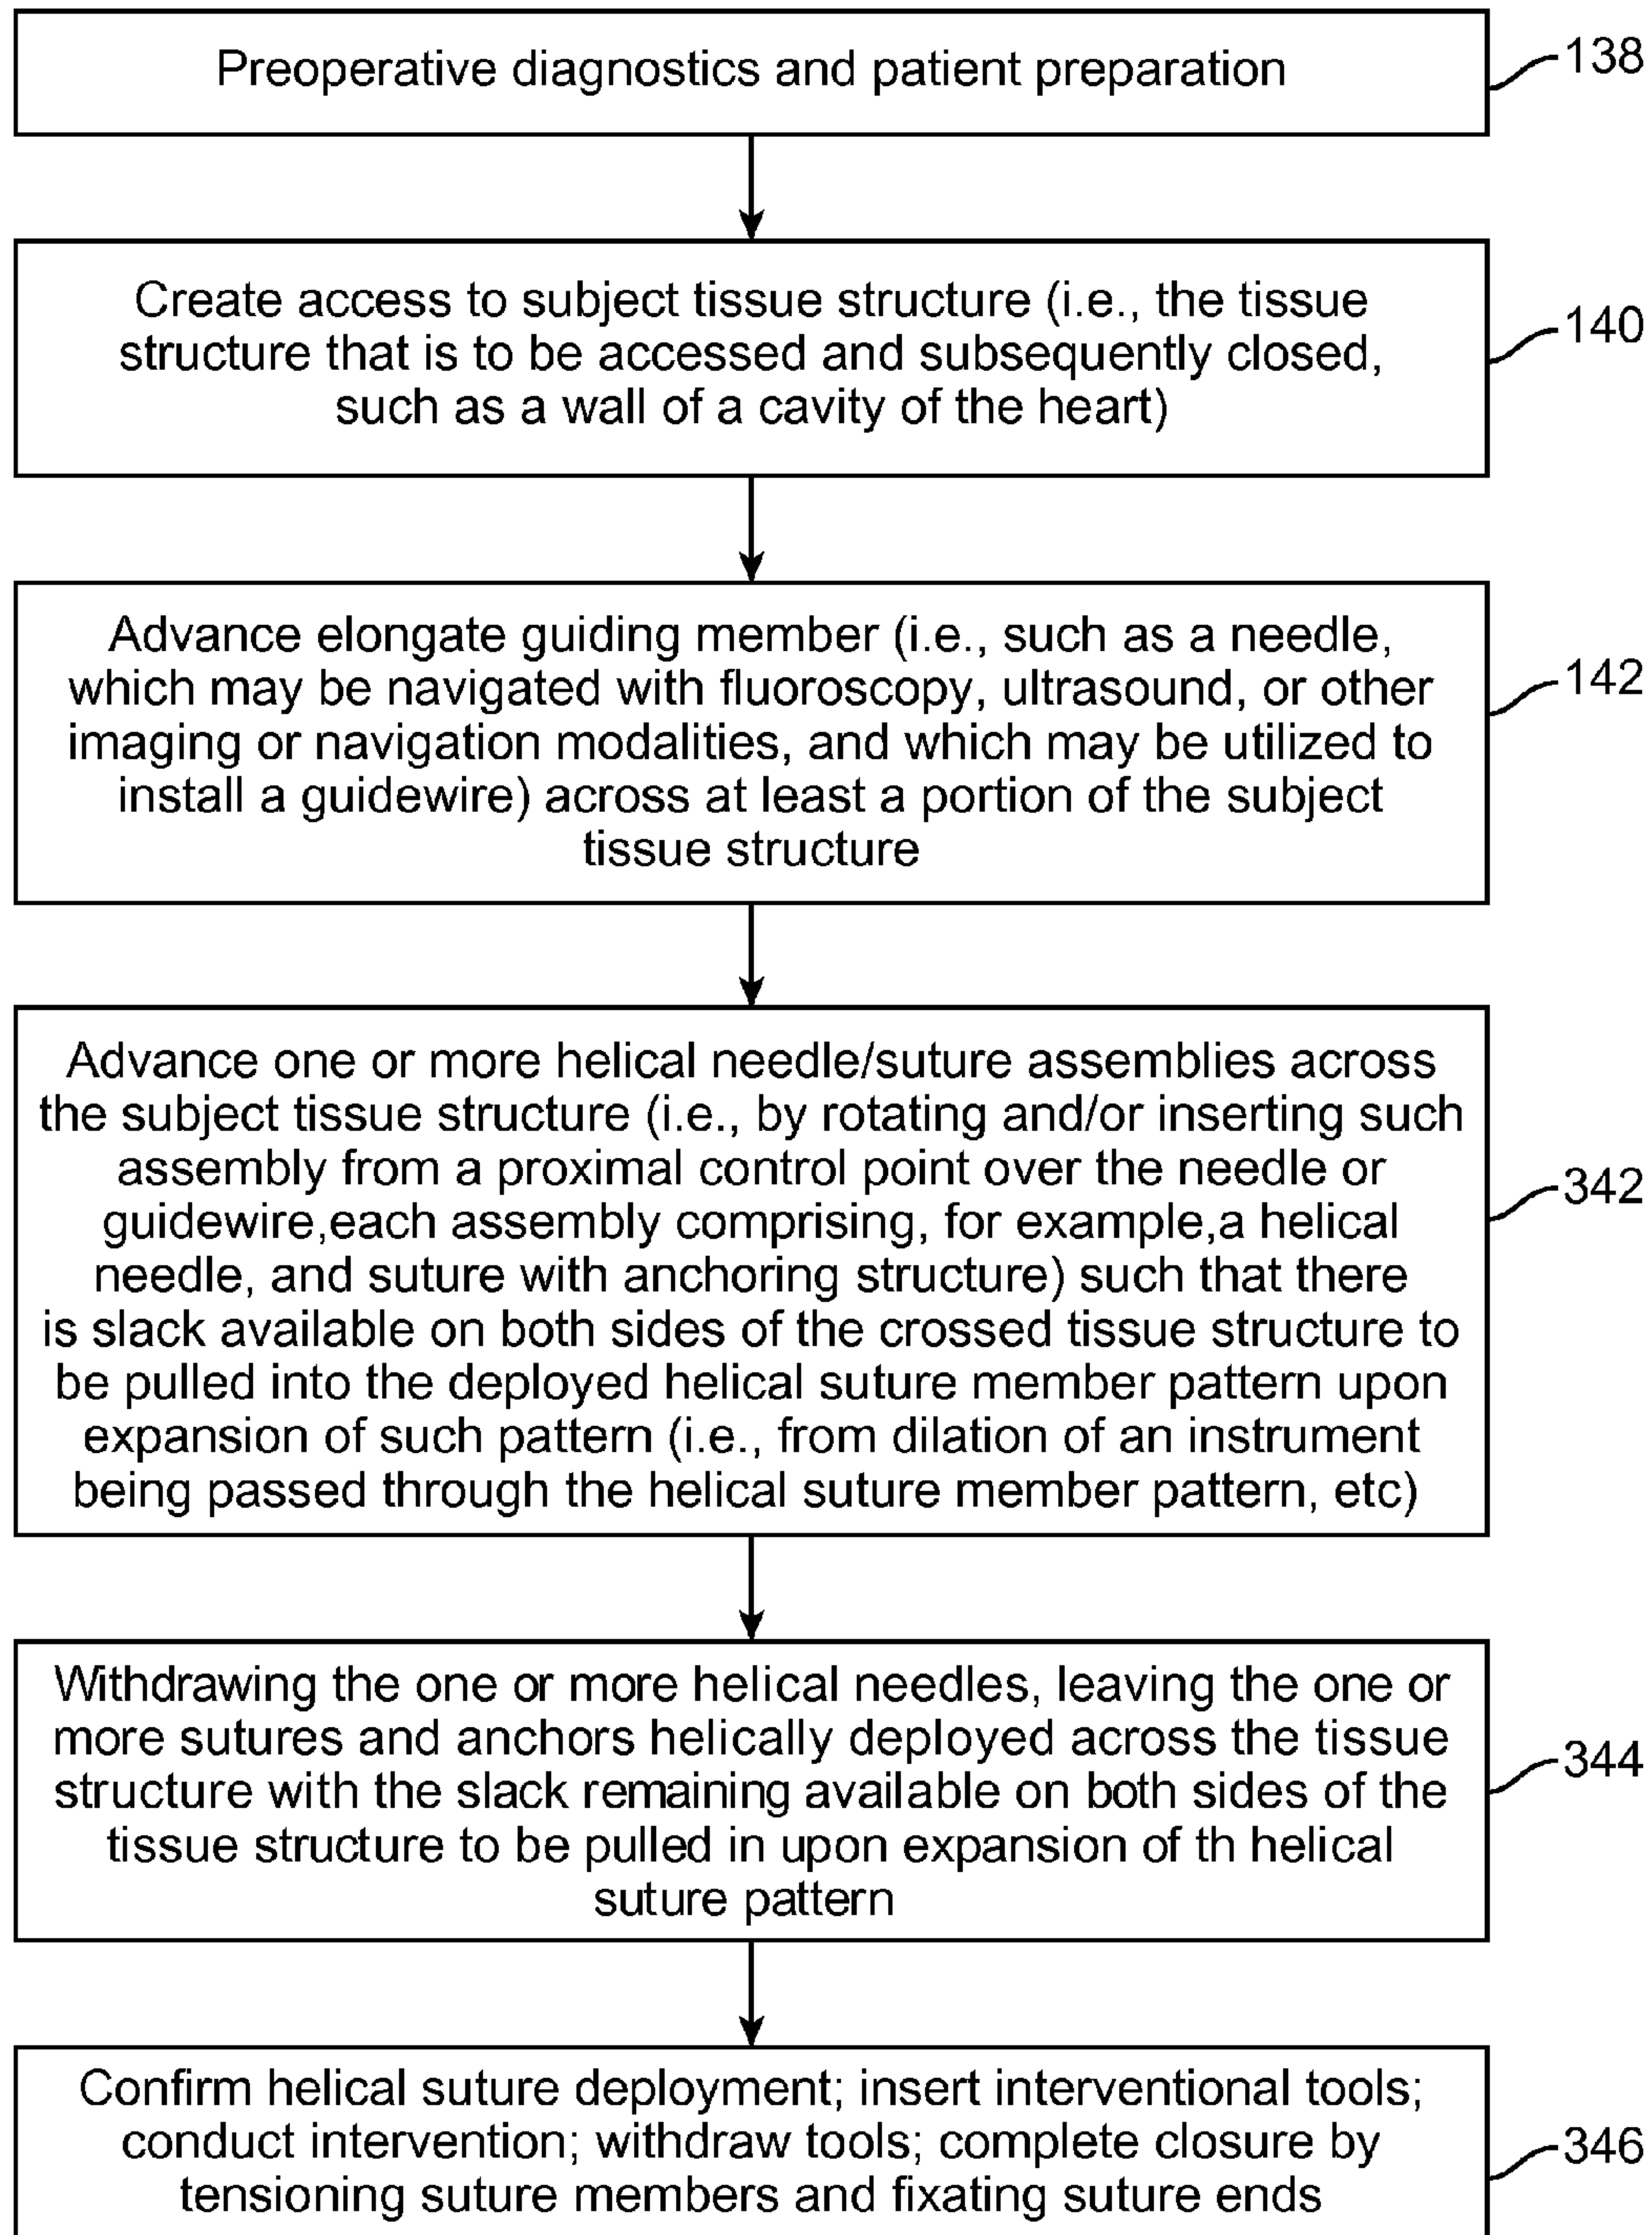 Preoperative diagnostics and patient preparation
138
Create access to subject tissue structure (i.e., the tissue
structure that is to be accessed and subsequently closed,
such as a wall of a cavity of the heart)
140
Advance elongate guiding member (i.e., such as a needle,
which may be navigated with fluoroscopy, ultrasound, or other
imaging or navigation modalities, and which may be utilized to
install a guidewire) across at least a portion of the subject
tissue structure
142
Advance one or more helical needle/suture assemblies across
the subject tissue structure (i.e., by rotating and/or inserting such
assembly from a proximal control point over the needle or
guidewire,each assembly comprising, for example,a helical
needle, and suture with anchoring structure) such that there
is slack available on both sides of the crossed tissue structure to
be pulled into the deployed helical suture member pattern upon
expansion of such pattern (i.e., from dilation of an instrument
being passed through the helical suture member pattern, etc)
342
Withdrawing the one or more helical needles, leaving the one or
more sutures and anchors helically deployed across the tissue
structure with the slack remaining available on both sides of the
tissue structure to be pulled in upon expansion of th helical
suture pattern
344
Confirm helical suture deployment; insert interventional tools;
conduct intervention; withdraw tools; complete closure by
tensioning suture members and fixating suture ends
346